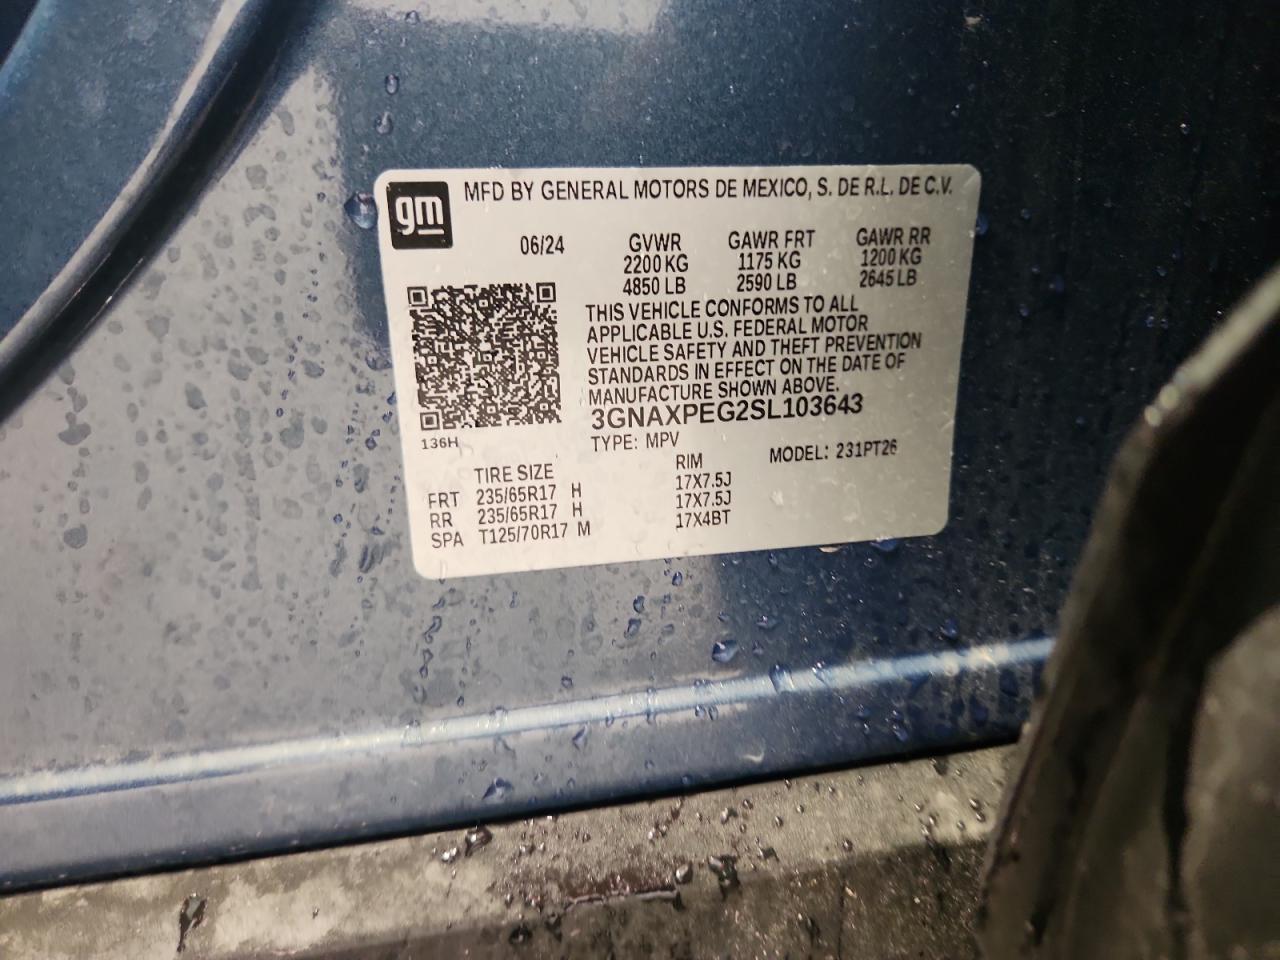 gm MFD BY GENERAL MOTORS DE MEXICO, S. DE R.L. DE C.V.
06/24 GVWR GAWR FRT GAWR RR
2200 KG 1175 KG 1200 KG
4850 LB 2590 LB 2645 LB
THIS VEHICLE CONFORMS TO ALL
APPLICABLE U.S. FEDERAL MOTOR
VEHICLE SAFETY AND THEFT PREVENTION
STANDARDS IN EFFECT ON THE DATE OF
MANUFACTURE SHOWN ABOVE.
3GNAXPEG2SL103643
136H TYPE: MPV MODEL: 231PT26
TIRE SIZE RIM
FRT 235/65R17 H 17X7.5J
RR 235/65R17 H 17X7.5J
SPA T125/70R17 M 17X4BT